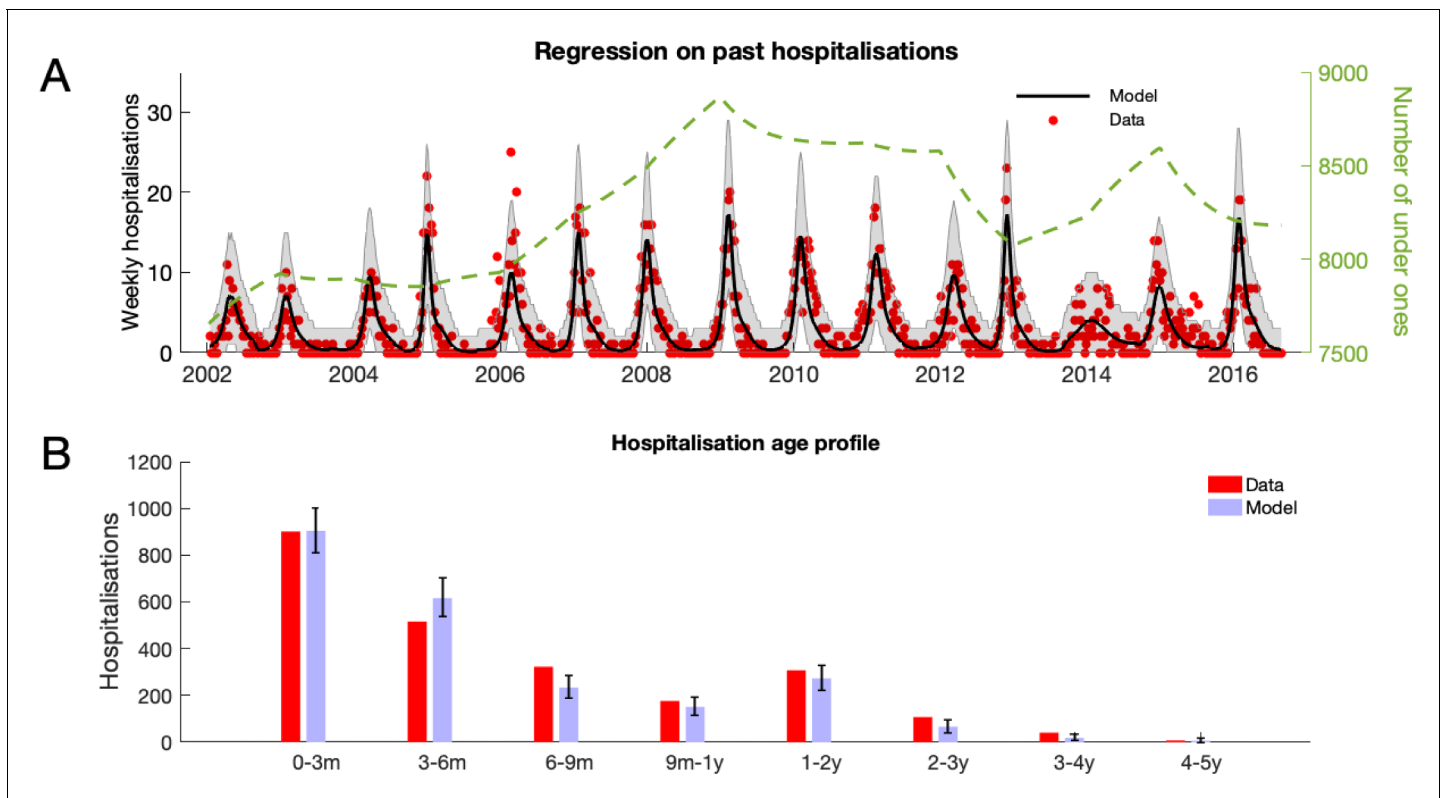 A
Regression on past hospitalisations
Weekly hospitalisations
30
20
10
0
Model
Data
9000
8500
8000
7500
Number of under ones
2002 2004 2006 2008 2010 2012 2014 2016
B
Hospitalisation age profile
Hospitalisations
1200
1000
800
600
400
200
0
Data
Model
0-3m 3-6m 6-9m 9m-1y 1-2y 2-3y 3-4y 4-5y